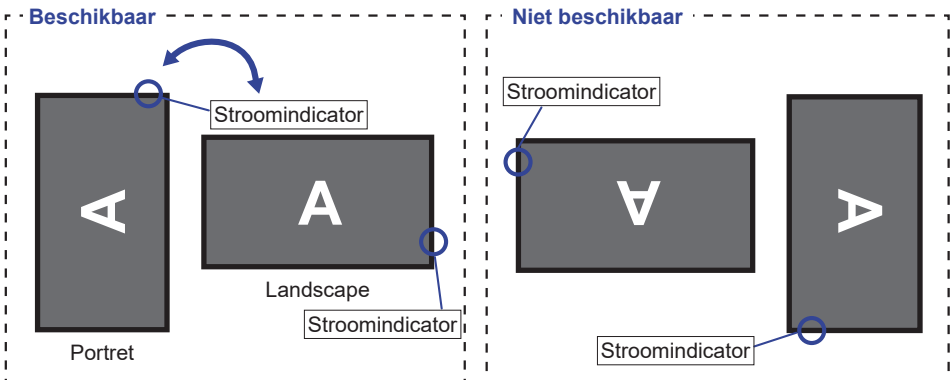 Beschikbaar
Stroomindicator
A
A
Landscape
Stroomindicator
Portret
Niet beschikbaar
Stroomindicator
A
A
Stroomindicator